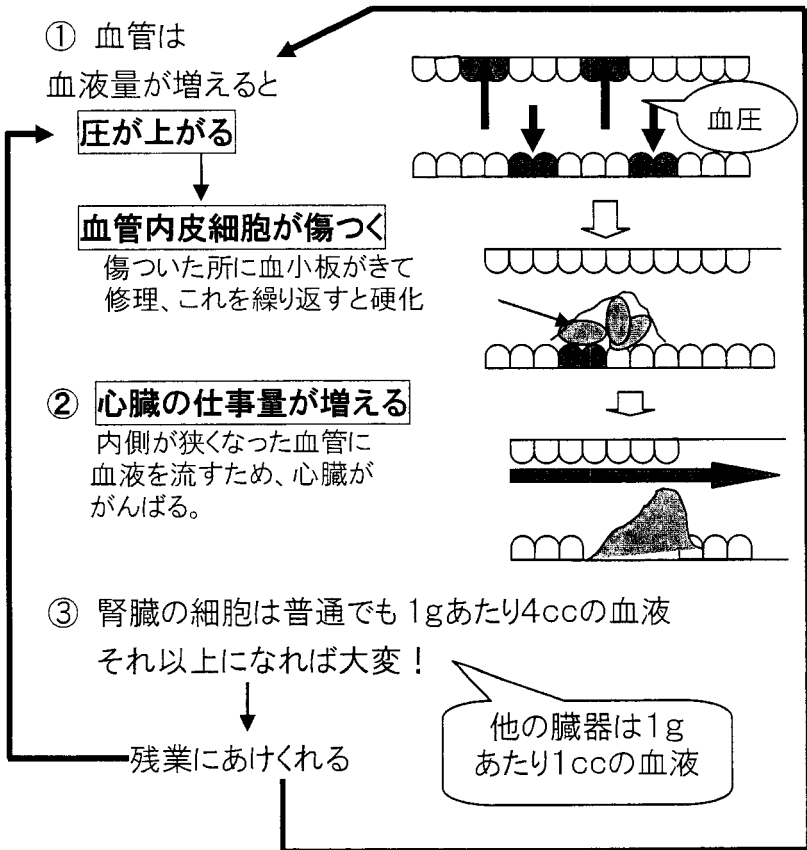 ① 血管は
血液量が増えると
圧が上がる
血圧
血管内皮細胞が傷つく
傷ついた所に血小板がきて
修理、これを繰り返すと硬化
② 心臓の仕事量が増える
内側が狭くなった血管に
血液を流すため、心臓が
がんばる。
③ 腎臓の細胞は普通でも1gあたり4ccの血液
それ以上になれば大変!
他の臓器は1g
あたり1ccの血液
残業にあけくれる